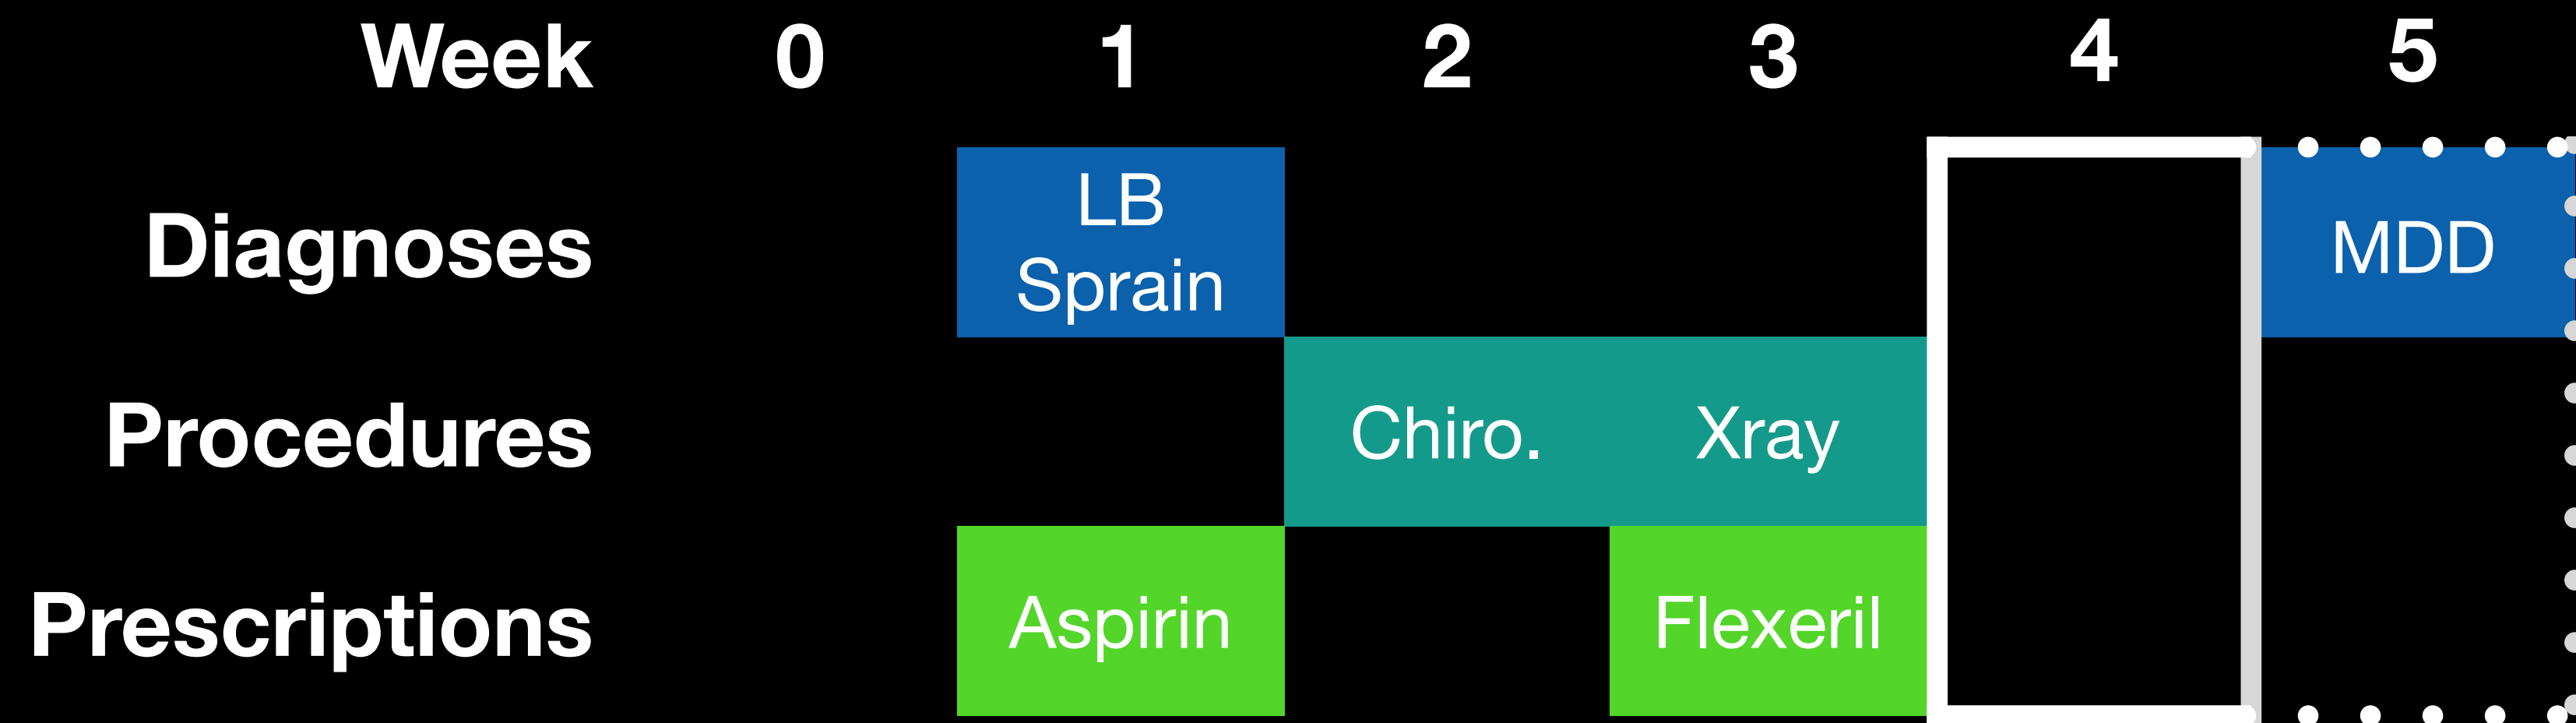 Week 0 1 2 3 4 5
Diagnoses
LB
Sprain
MDD
Procedures Chiro. Xray
Prescriptions Aspirin Flexeril